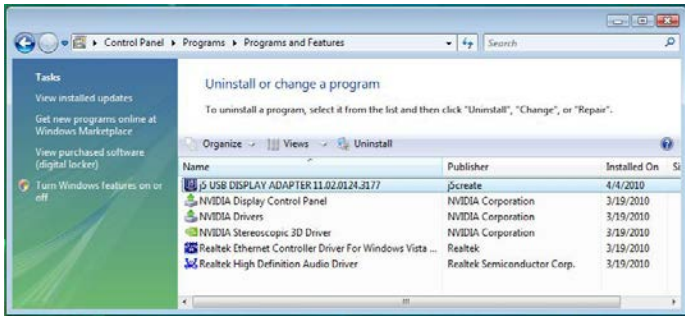 Control Panel ▸ Programs ▸ Programs and Features
Search
Tasks
View installed updates
Get new programs online at
Windows Marketplace
View purchased software
(digital locker)
Turn Windows features on or
off
Uninstall or change a program
To uninstall a program, select it from the list and then click "Uninstall", "Change", or "Repair".
Organize Views Uninstall
Name Publisher Installed On Si
j5 USB DISPLAY ADAPTER 11.02.0124.3177 j5create 4/4/2010
NVIDIA Display Control Panel NVIDIA Corporation 3/19/2010
NVIDIA Drivers NVIDIA Corporation 3/19/2010
NVIDIA Stereoscopic 3D Driver NVIDIA Corporation 3/19/2010
Realtek Ethernet Controller Driver For Windows Vista ... Realtek 3/19/2010
Realtek High Definition Audio Driver Realtek Semiconductor Corp. 3/19/2010